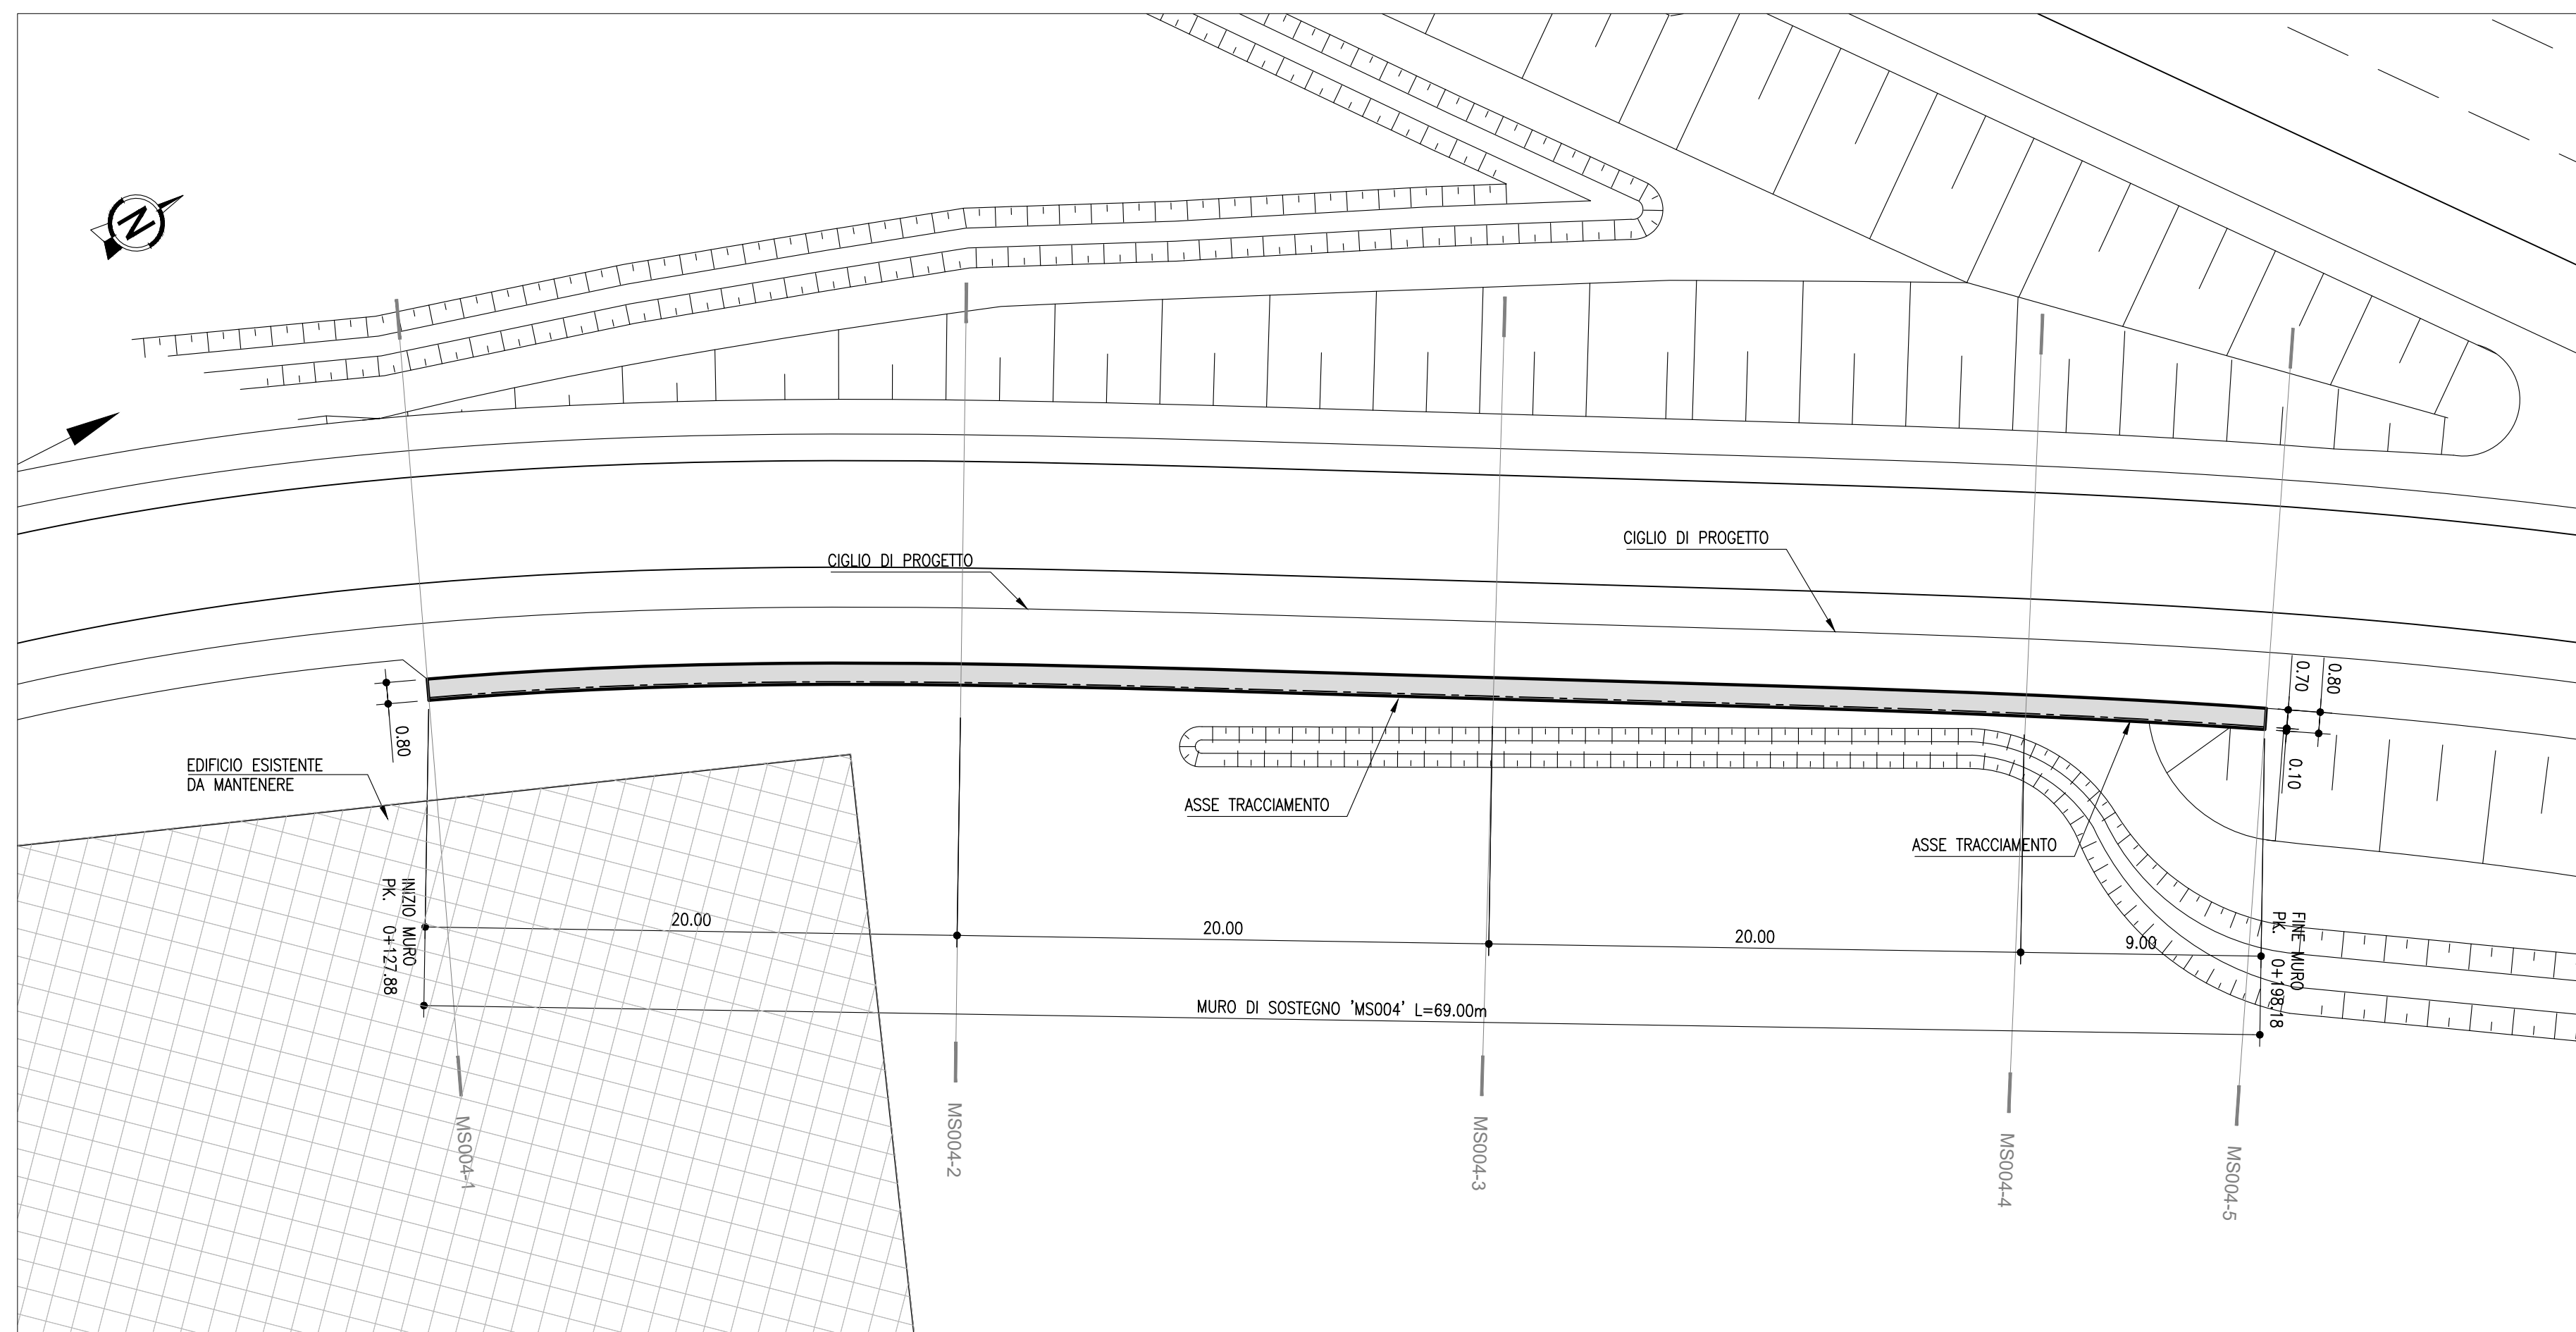 N
CIGLIO DI PROGETTO
CIGLIO DI PROGETTO
0.70
0.80
0.80
0.10
EDIFICIO ESISTENTE
DA MANTENERE
ASSE TRACCIAMENTO
ASSE TRACCIAMENTO
INIZIO MURO
PK. 0+127.88
FINE MURO
PK. 0+198.18
20.00
20.00
20.00
9.00
MURO DI SOSTEGNO 'MS004' L=69.00m
MS004-1
MS004-2
MS004-3
MS004-4
MS004-5